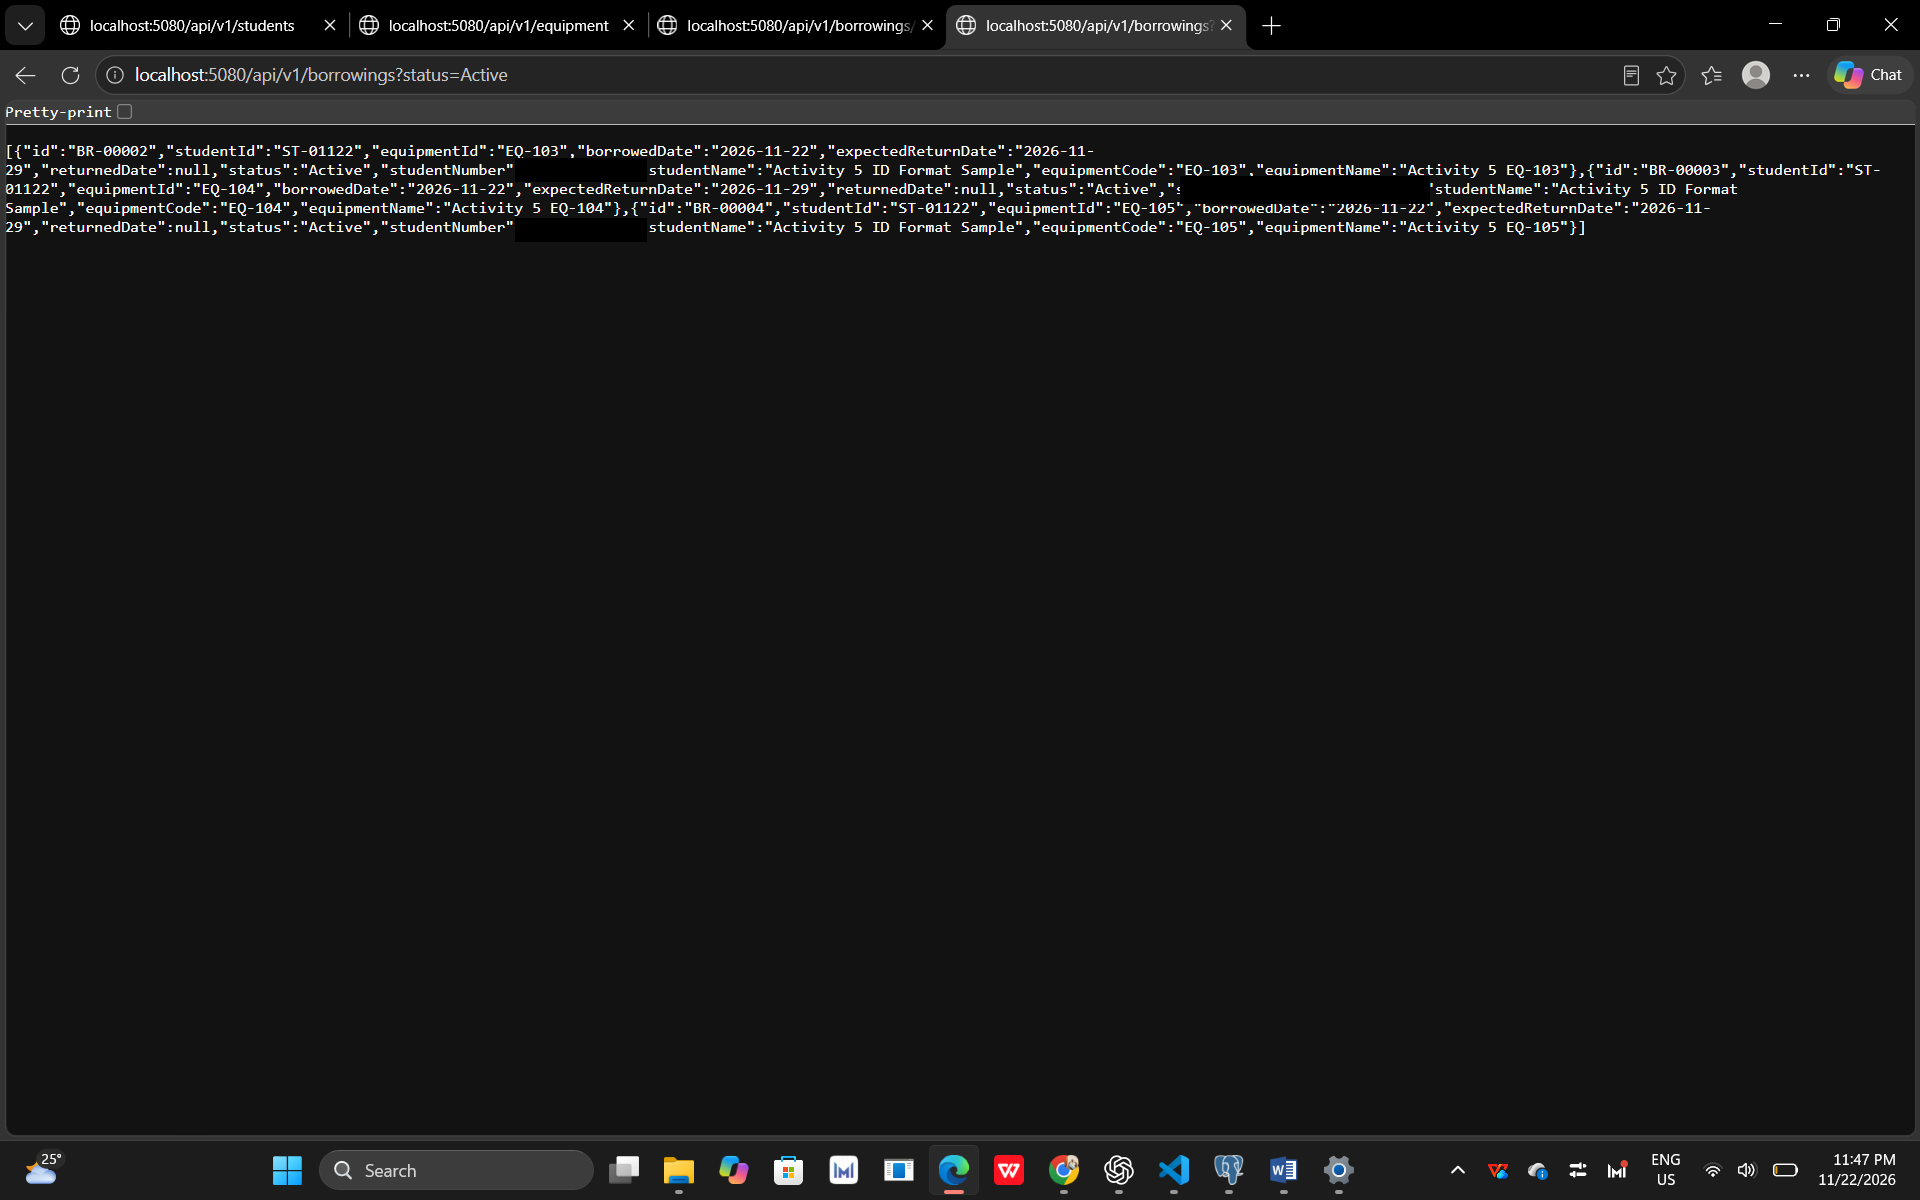 localhost:5080/api/v1/students
localhost:5080/api/v1/equipment
localhost:5080/api/v1/borrowings/
localhost:5080/api/v1/borrowings?
localhost:5080/api/v1/borrowings?status=Active
Chat
Pretty-print
[{"id":"BR-00002","studentId":"ST-01122","equipmentId":"EQ-103","borrowedDate":"2026-11-22","expectedReturnDate":"2026-11-
29","returnedDate":null,"status":"Active","studentNumber" studentName":"Activity 5 ID Format Sample","equipmentCode":"EQ-103","equipmentName":"Activity 5 EQ-103"},{"id":"BR-00003","studentId":"ST-
01122","equipmentId":"EQ-104","borrowedDate":"2026-11-22","expectedReturnDate":"2026-11-29","returnedDate":null,"status":"Active","s "studentName":"Activity 5 ID Format
Sample","equipmentCode":"EQ-104","equipmentName":"Activity 5 EQ-104"},{"id":"BR-00004","studentId":"ST-01122","equipmentId":"EQ-105","borrowedDate":"2026-11-22","expectedReturnDate":"2026-11-
29","returnedDate":null,"status":"Active","studentNumber" studentName":"Activity 5 ID Format Sample","equipmentCode":"EQ-105","equipmentName":"Activity 5 EQ-105"}]
25°
Search
ENG
US
11:47 PM
11/22/2026